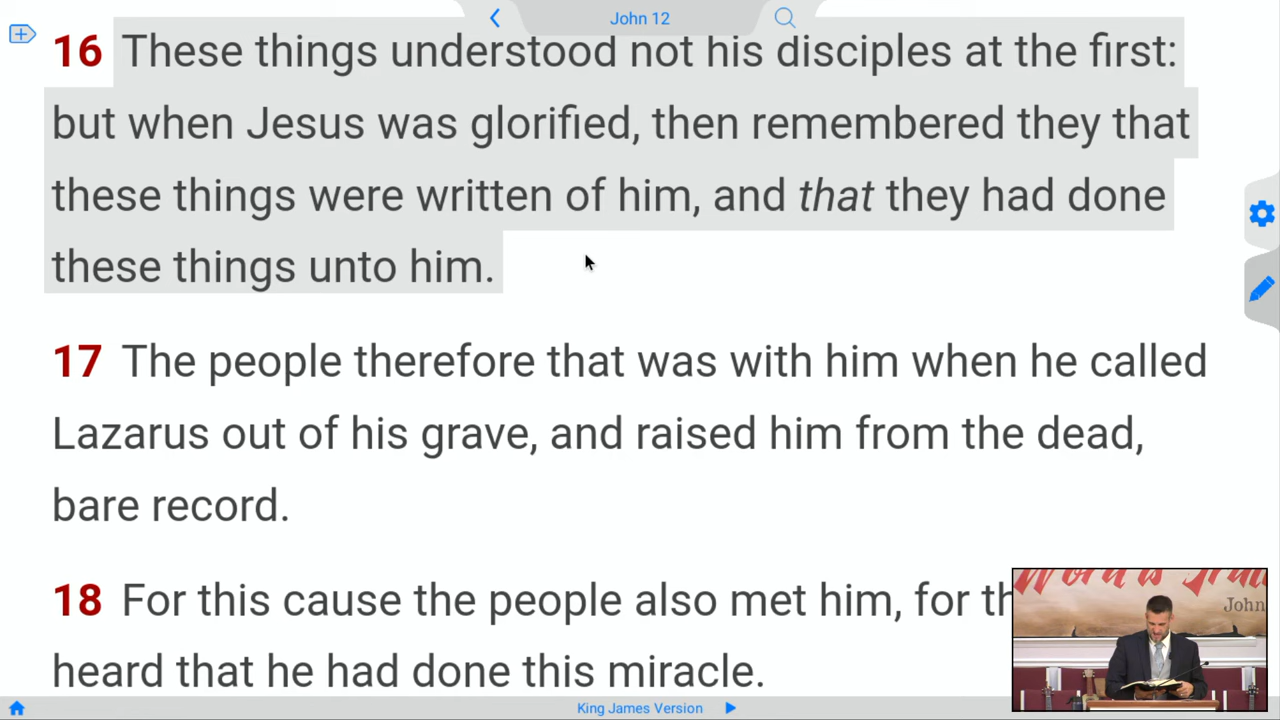 John 12
16 These things understood not his disciples at the first:
but when Jesus was glorified, then remembered they that
these things were written of him, and that they had done
these things unto him.
17 The people therefore that was with him when he called
Lazarus out of his grave, and raised him from the dead,
bare record.
18 For this cause the people also met him, for th
heard that he had done this miracle.
Word is
John
King James Version